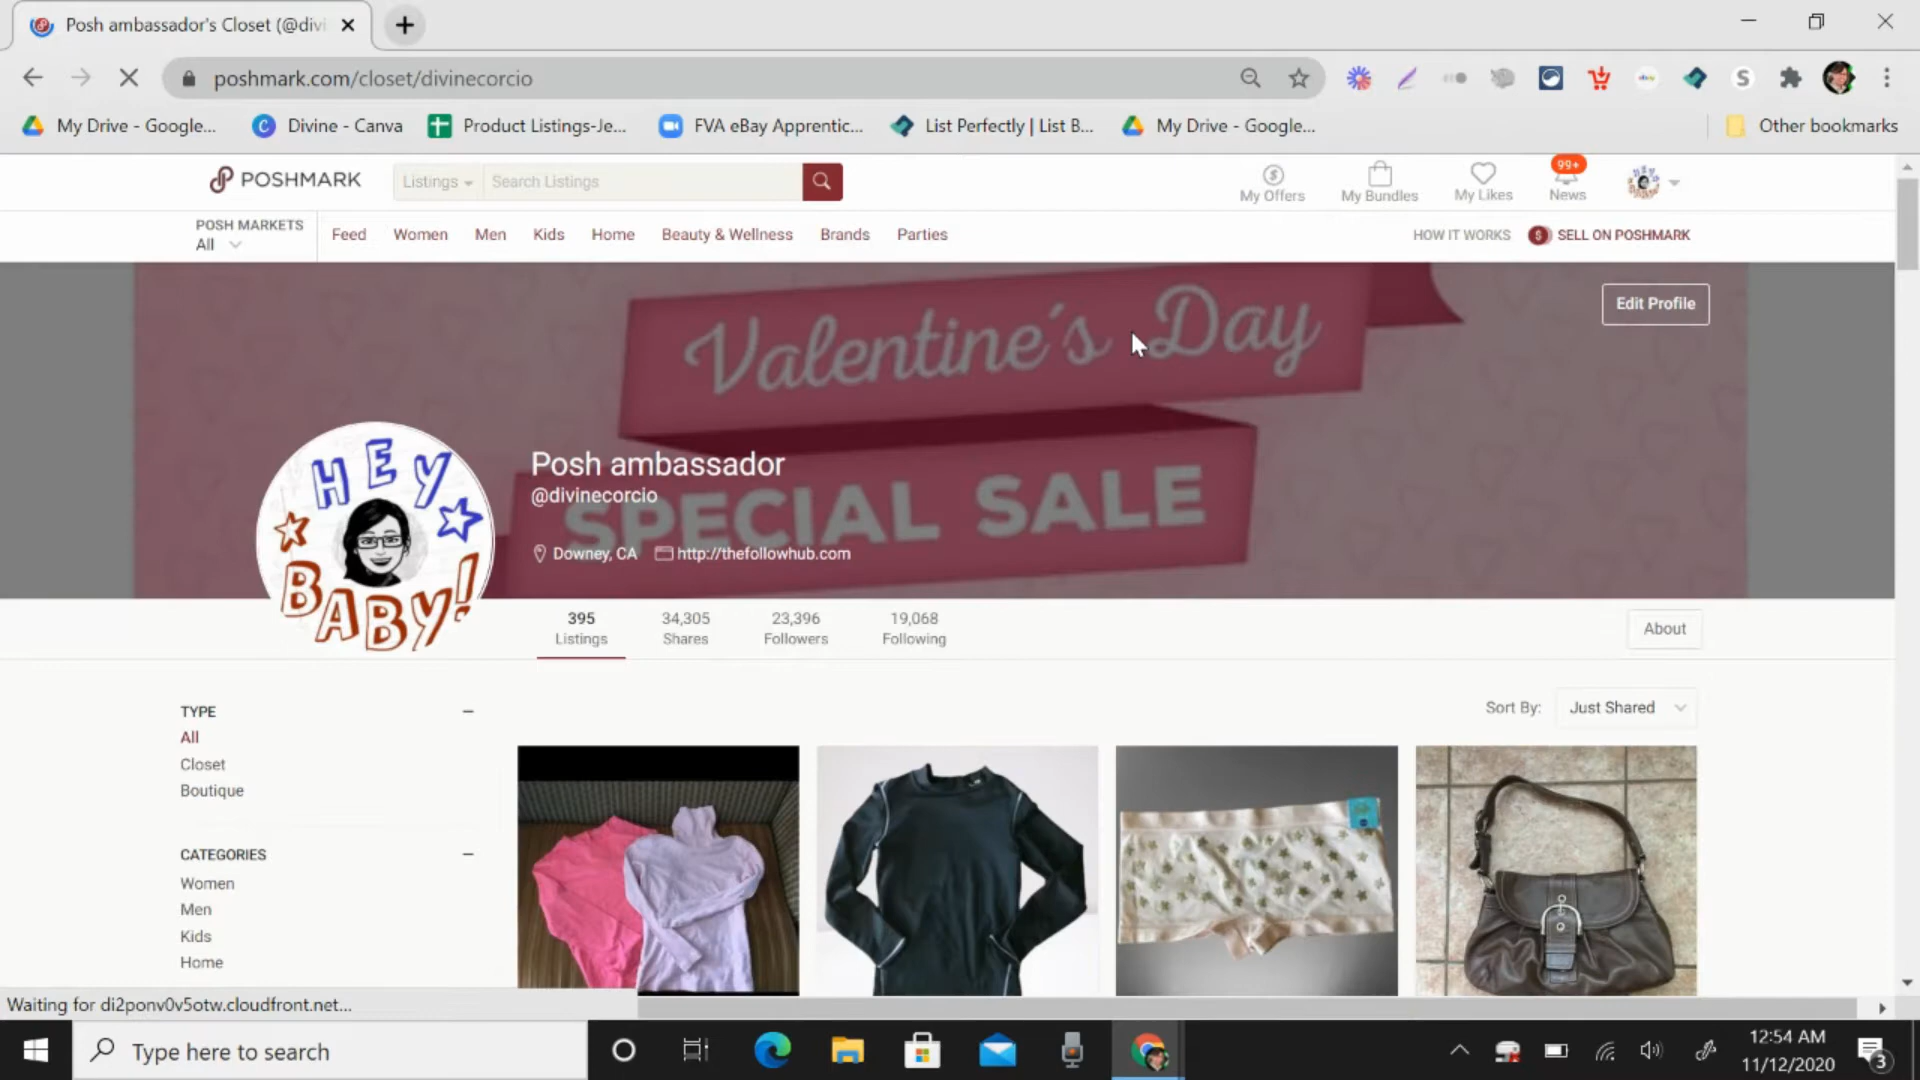 Posh ambassador's Closet (@divi
poshmark.com/closet/divinecorcio
My Drive - Google...
Divine - Canva
Product Listings-Je...
FVA eBay Apprentic...
List Perfectly | List B...
My Drive - Google...
Other bookmarks
POSHMARK
Listings
Search Listings
My Offers
My Bundles
My Likes
99+
News
POSH MARKETS
All
Feed
Women
Men
Kids
Home
Beauty & Wellness
Brands
Parties
HOW IT WORKS
SELL ON POSHMARK
Valentine's Day
SPECIAL SALE
Edit Profile
HEY
BABY!
Posh ambassador
@divinecorcio
Downey, CA
http://thefollowhub.com
395
Listings
34,305
Shares
23,396
Followers
19,068
Following
About
Sort By:
Just Shared
TYPE
All
Closet
Boutique
CATEGORIES
Women
Men
Kids
Home
Waiting for di2ponv0v5otw.cloudfront.net...
Type here to search
12:54 AM
11/12/2020
3